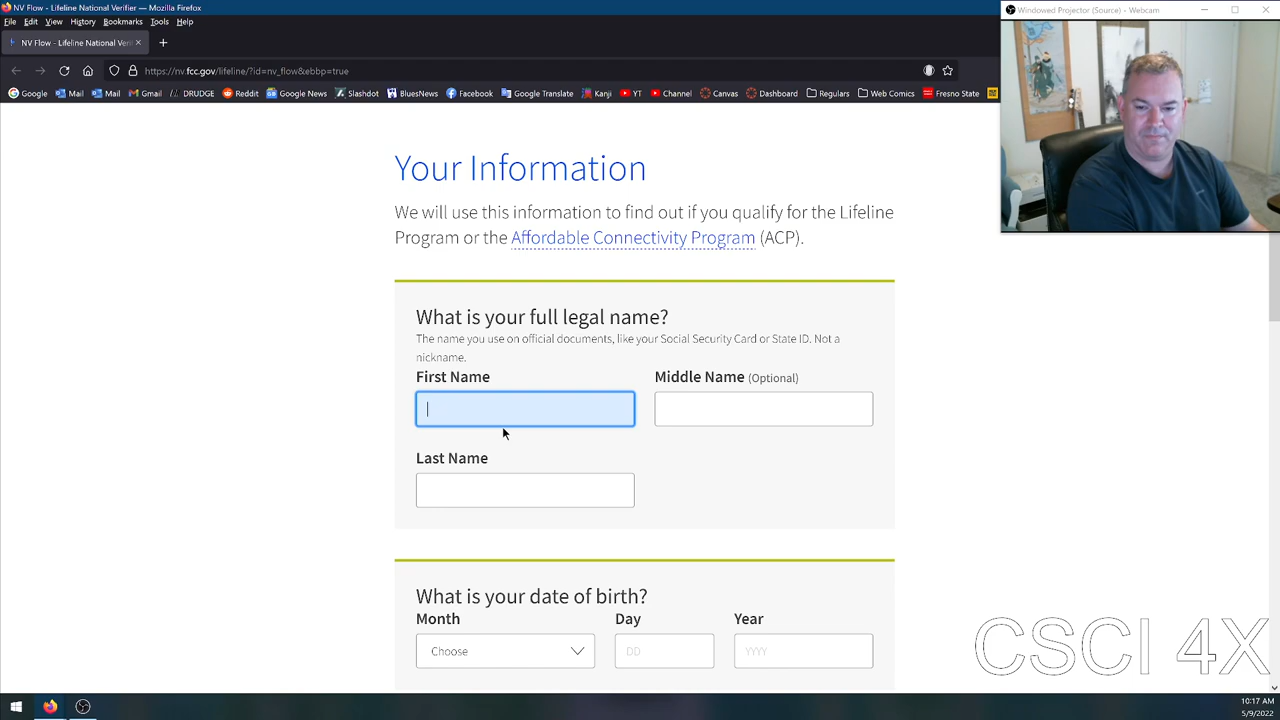 NV Flow - Lifeline National Verifier — Mozilla Firefox
File Edit View History Bookmarks Tools Help
NV Flow - Lifeline National Veri
https://nv.fcc.gov/lifeline/?id=nv_flow&ebbp=true
Google Mail Mail Gmail DRUDGE Reddit Google News Slashdot BluesNews Facebook Google Translate Kanji YT Channel Canvas Dashboard Regulars Web Comics Fresno State
Windowed Projector (Source) - Webcam
Your Information
We will use this information to find out if you qualify for the Lifeline
Program or the Affordable Connectivity Program (ACP).
What is your full legal name?
The name you use on official documents, like your Social Security Card or State ID. Not a
nickname.
First Name Middle Name (Optional)
Last Name
What is your date of birth?
Month Day Year
Choose DD YYYY
CSCI 4X
10:17 AM
5/9/2022